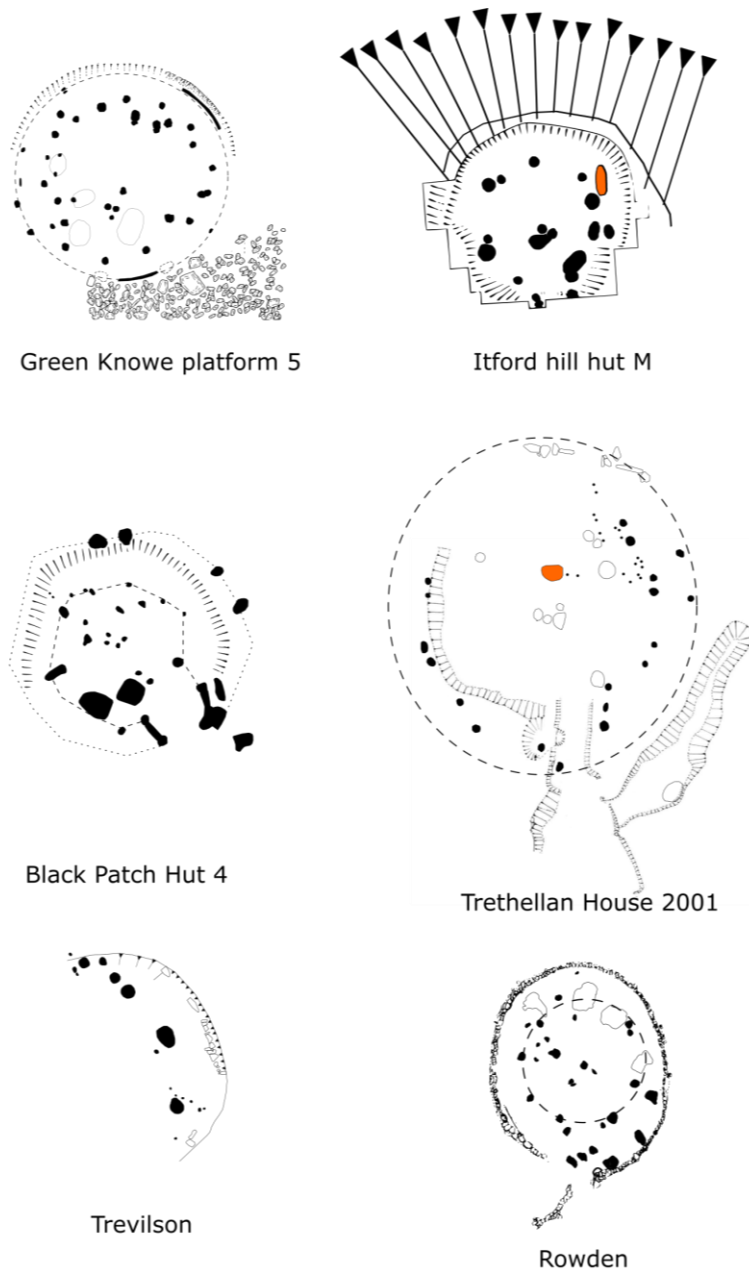 Green Knowe platform 5
Itford hill hut M
Black Patch Hut 4
Trethellan House 2001
Trevilson
Rowden